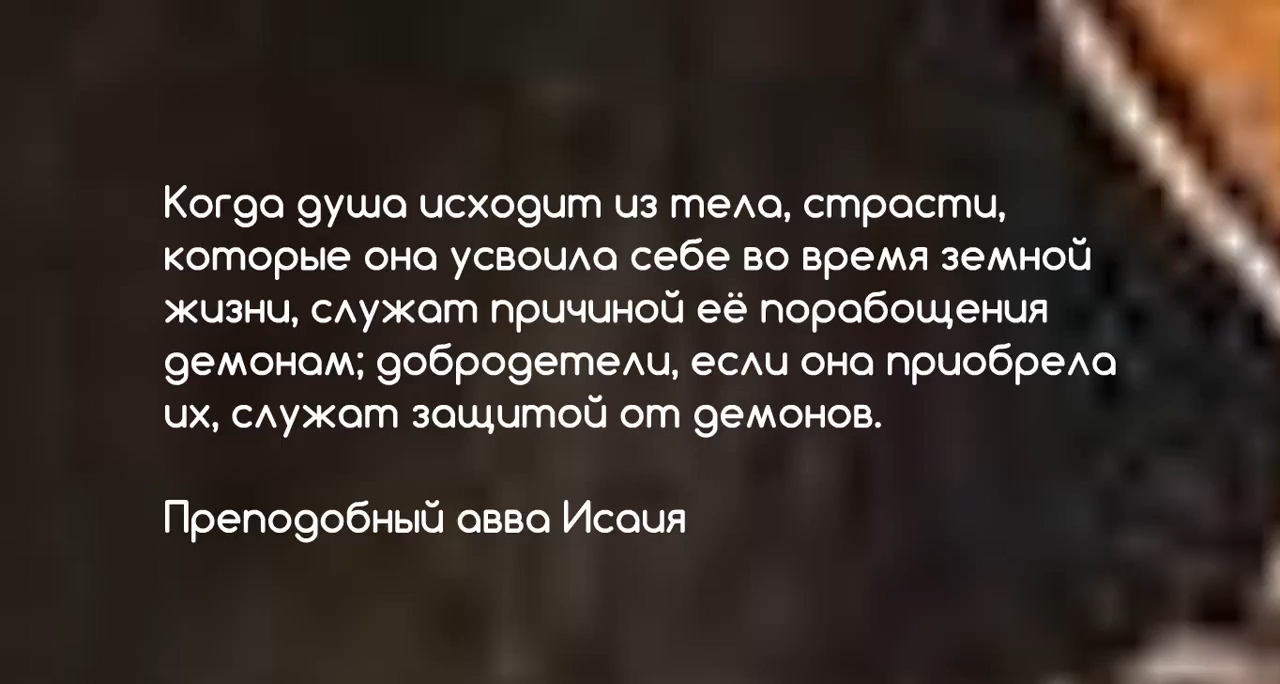 Когда душа исходит из тела, страсти,
которые она усвоила себе во время земной
жизни, служат причиной её порабощения
демонам; добродетели, если она приобрела
их, служат защитой от демонов.
Преподобный авва Исаия